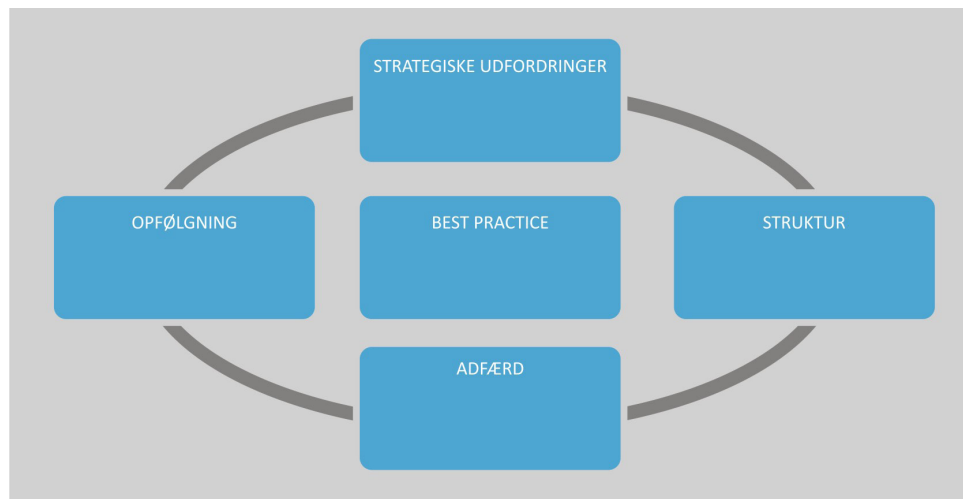 STRATEGISKE UDFORDRINGER
OPFØLGNING
BEST PRACTICE
STRUKTUR
ADFÆRD